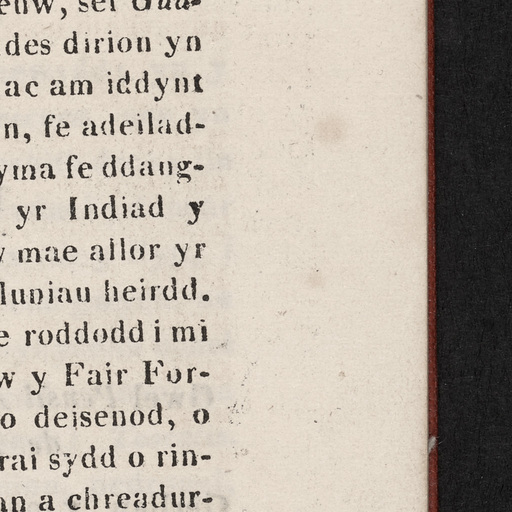 enw, sef Gua-
des dirion yn
ac am iddynt
n, fe adeilad-
yma fe ddang-
yr Indiad y
mae allor yr
luniau heirdd.
e roddodd i mi
w y Fair For-
o deisenod, o
rai sydd o rin-
an a chreadur-